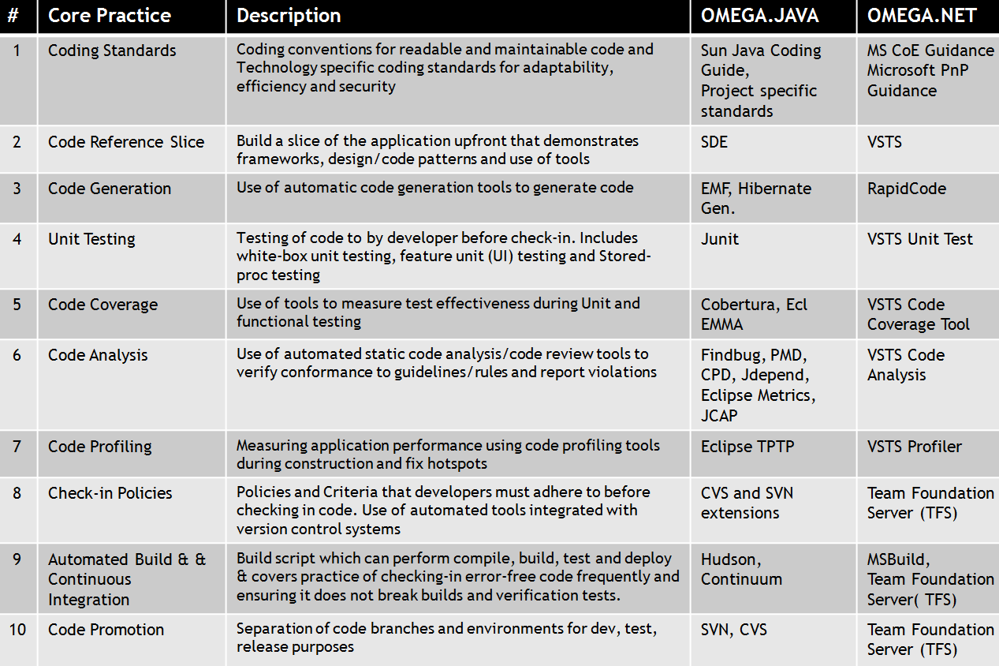 # Core Practice Description OMEGA.JAVA OMEGA.NET
1 Coding Standards
Coding conventions for readable and maintainable code and
Technology specific coding standards for adaptability,
efficiency and security
Sun Java Coding
Guide,
Project specific
standards
MS CoE Guidance
Microsoft PnP
Guidance
2 Code Reference Slice
Build a slice of the application upfront that demonstrates
frameworks, design/code patterns and use of tools
SDE
VSTS
3 Code Generation
Use of automatic code generation tools to generate code
EMF, Hibernate
Gen.
RapidCode
4 Unit Testing
Testing of code to by developer before check-in. Includes
white-box unit testing, feature unit (UI) testing and Stored-
proc testing
Junit
VSTS Unit Test
5 Code Coverage
Use of tools to measure test effectiveness during Unit and
functional testing
Cobertura, Ecl
EMMA
VSTS Code
Coverage Tool
6 Code Analysis
Use of automated static code analysis/code review tools to
verify conformance to guidelines/rules and report violations
Findbug, PMD,
CPD, Jdepend,
Eclipse Metrics,
JCAP
VSTS Code
Analysis
7 Code Profiling
Measuring application performance using code profiling tools
during construction and fix hotspots
Eclipse TPTP
VSTS Profiler
8 Check-in Policies
Policies and Criteria that developers must adhere to before
checking in code. Use of automated tools integrated with
version control systems
CVS and SVN
extensions
Team Foundation
Server (TFS)
9 Automated Build & &
Continuous
Integration
Build script which can perform compile, build, test and deploy
& covers practice of checking-in error-free code frequently and
ensuring it does not break builds and verification tests.
Hudson,
Continuum
MSBuild,
Team Foundation
Server( TFS)
10 Code Promotion
Separation of code branches and environments for dev, test,
release purposes
SVN, CVS
Team Foundation
Server (TFS)